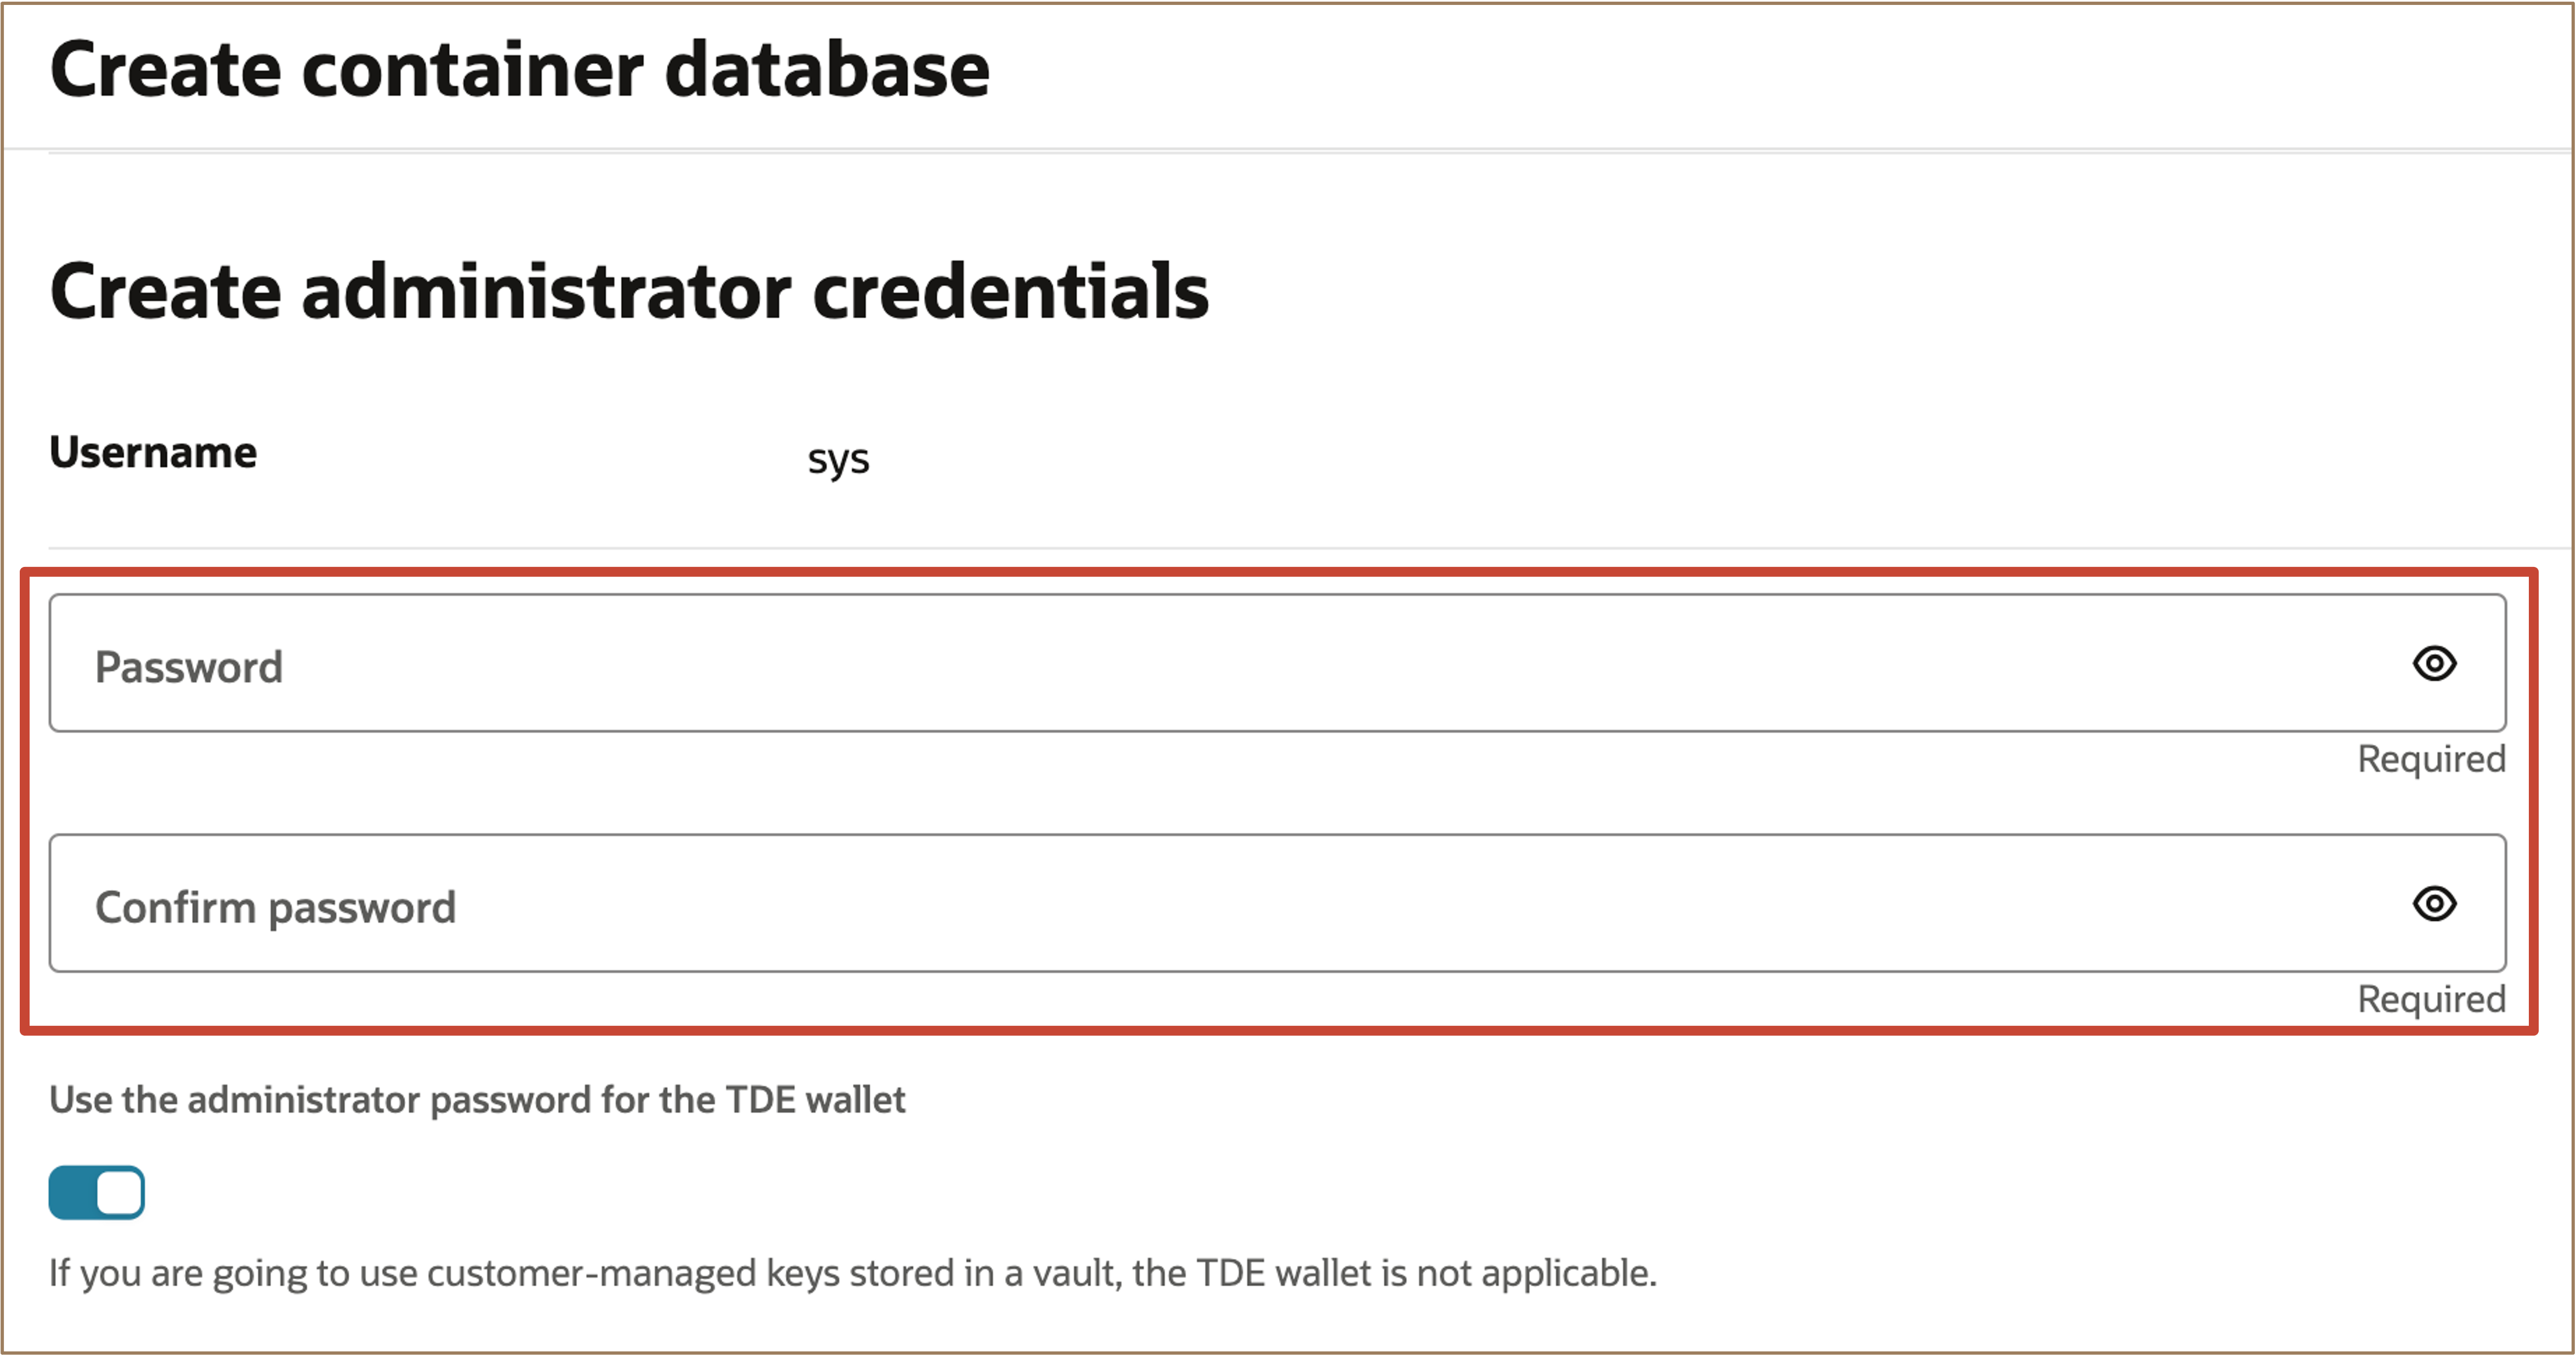 Create container database
Create administrator credentials
Username sys
Password
Required
Confirm password
Required
Use the administrator password for the TDE wallet
If you are going to use customer-managed keys stored in a vault, the TDE wallet is not applicable.